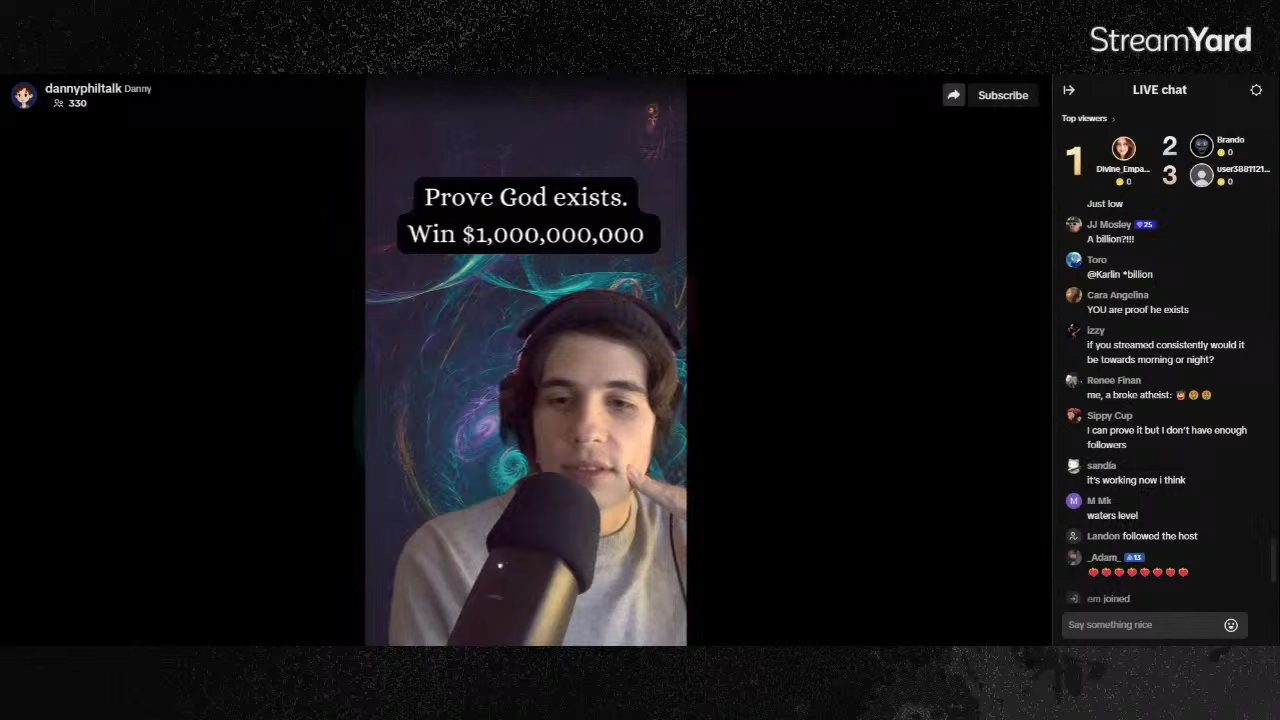 StreamYard
dannyphiltalk Danny
330
Subscribe
Prove God exists.
Win $1,000,000,000
LIVE chat
Top viewers
1
Divine_Empa...
0
2
Brando
0
3
user3881121...
0
Just low
JJ Mosley 25
A billion?!!!
Toro
@Karlin *billion
Cara Angelina
YOU are proof he exists
izzy
if you streamed consistently would it
be towards morning or night?
Renee Finan
me, a broke atheist:
Sippy Cup
I can prove it but I don't have enough
followers
sandía
it's working now i think
M
M Mk
waters level
Landon followed the host
_Adam_ 13
em joined
Say something nice